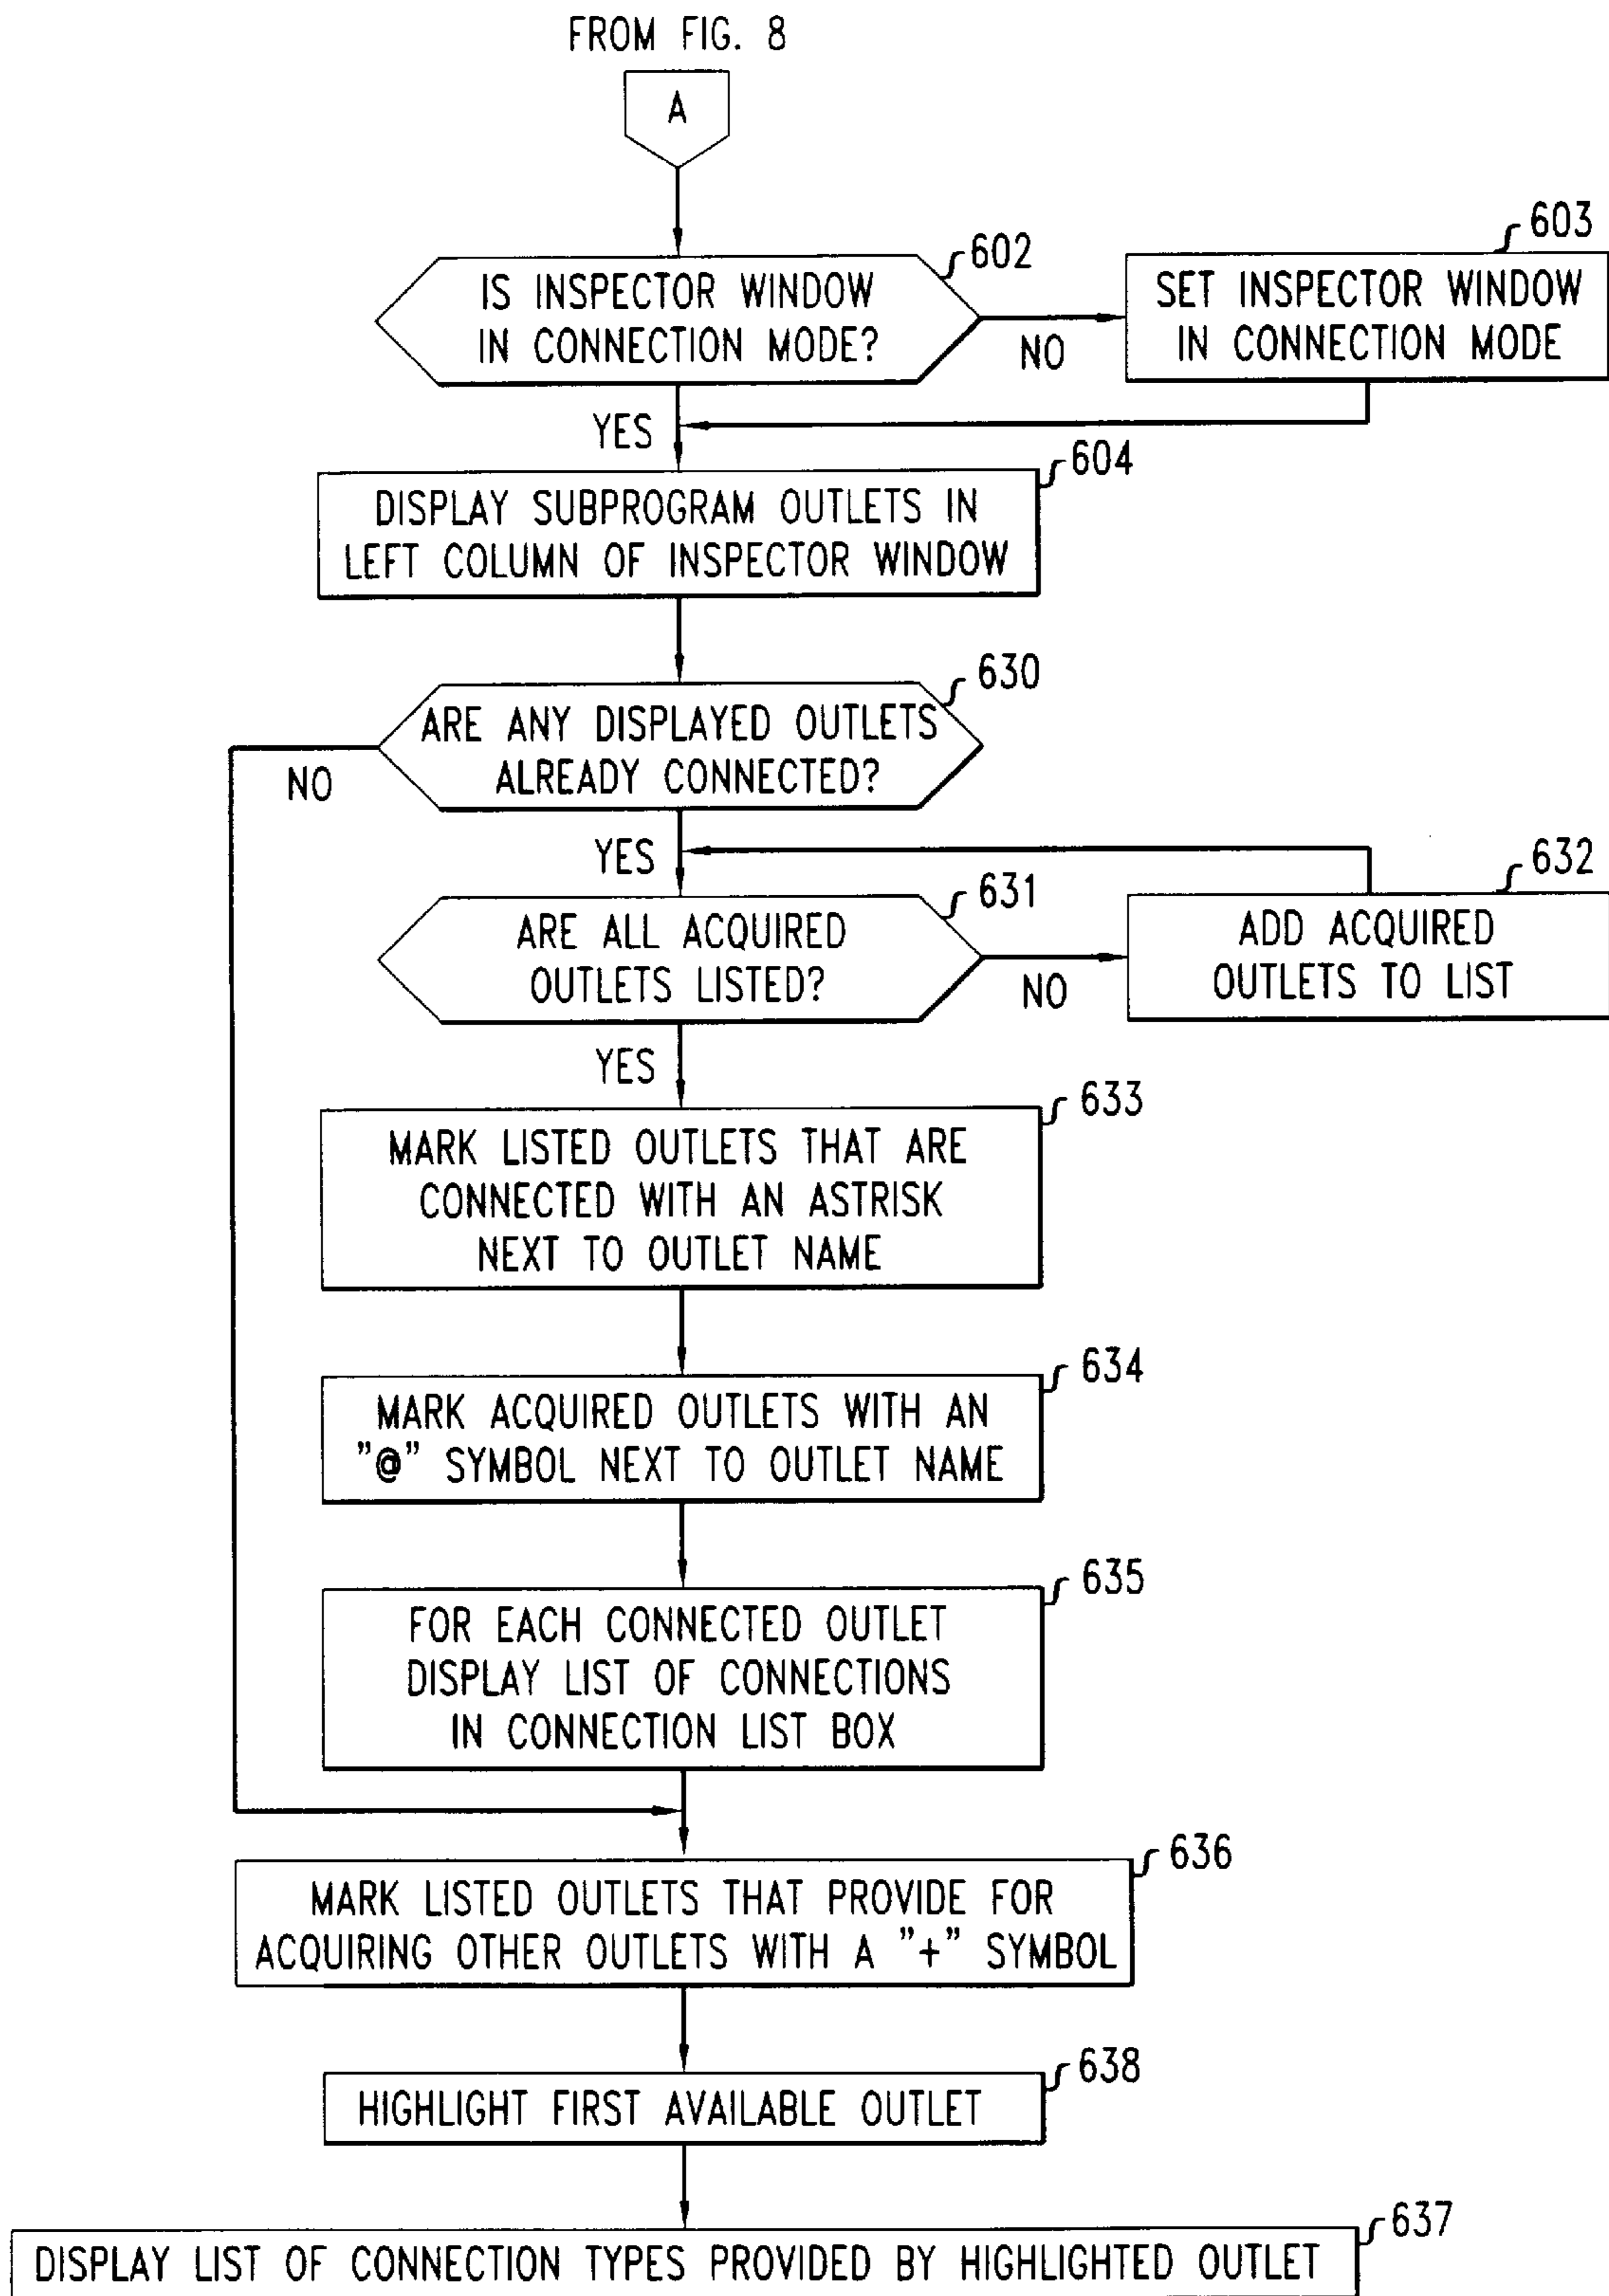 FROM FIG. 8
A
602
IS INSPECTOR WINDOW
IN CONNECTION MODE?
NO
603
SET INSPECTOR WINDOW
IN CONNECTION MODE
YES
604
DISPLAY SUBPROGRAM OUTLETS IN
LEFT COLUMN OF INSPECTOR WINDOW
630
ARE ANY DISPLAYED OUTLETS
ALREADY CONNECTED?
NO
YES
631
ARE ALL ACQUIRED
OUTLETS LISTED?
NO
632
ADD ACQUIRED
OUTLETS TO LIST
YES
633
MARK LISTED OUTLETS THAT ARE
CONNECTED WITH AN ASTRISK
NEXT TO OUTLET NAME
634
MARK ACQUIRED OUTLETS WITH AN
"@" SYMBOL NEXT TO OUTLET NAME
635
FOR EACH CONNECTED OUTLET
DISPLAY LIST OF CONNECTIONS
IN CONNECTION LIST BOX
636
MARK LISTED OUTLETS THAT PROVIDE FOR
ACQUIRING OTHER OUTLETS WITH A "+" SYMBOL
638
HIGHLIGHT FIRST AVAILABLE OUTLET
637
DISPLAY LIST OF CONNECTION TYPES PROVIDED BY HIGHLIGHTED OUTLET